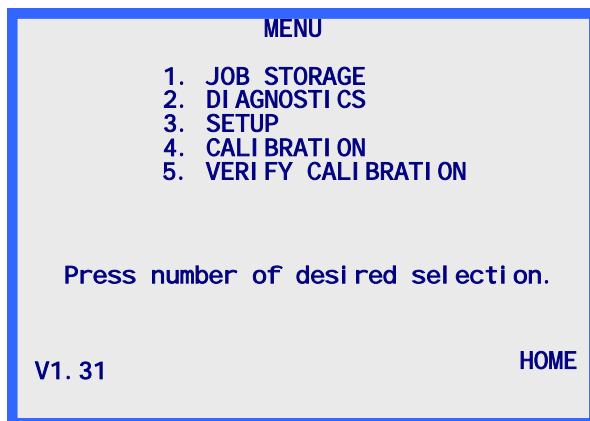 MENU
1. JOB STORAGE
2. DIAGNOSTICS
3. SETUP
4. CALIBRATION
5. VERIFY CALIBRATION
Press number of desired selection.
HOME
V1.31